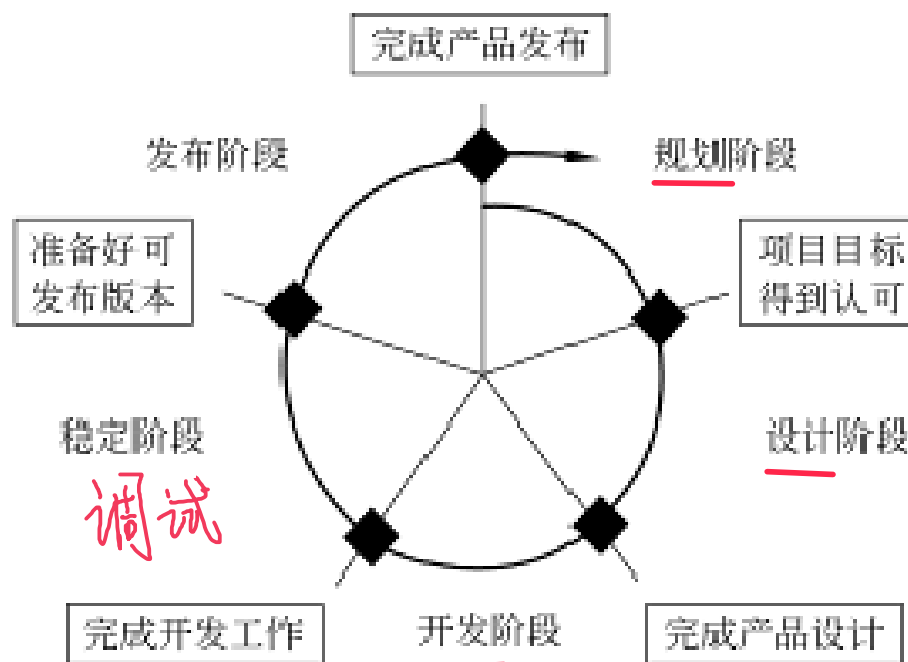 完成产品发布
发布阶段
规划阶段
准备好可
发布版本
项目目标
得到认可
稳定阶段
调试
设计阶段
完成开发工作
开发阶段
完成产品设计